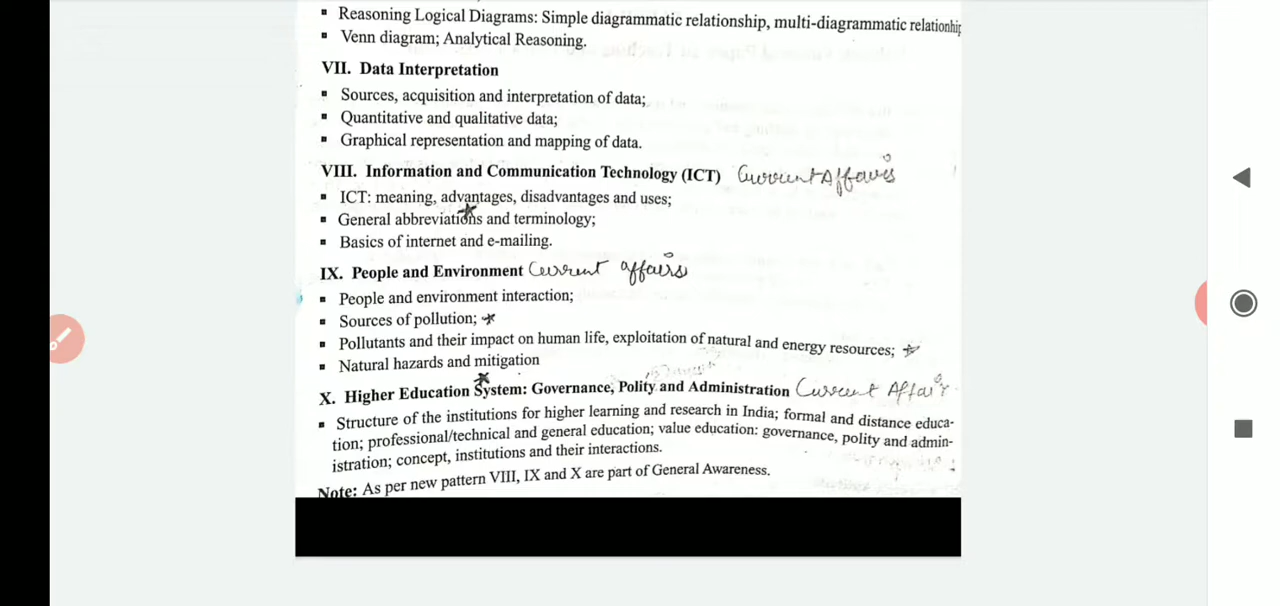 ▪ Reasoning Logical Diagrams: Simple diagrammatic relationship, multi-diagrammatic relationship
▪ Venn diagram; Analytical Reasoning.
VII. Data Interpretation
▪ Sources, acquisition and interpretation of data;
▪ Quantitative and qualitative data;
▪ Graphical representation and mapping of data.
VIII. Information and Communication Technology (ICT) Current Affairs
▪ ICT: meaning, advantages, disadvantages and uses;
▪ General abbreviations and terminology;
▪ Basics of internet and e-mailing.
IX. People and Environment Current affairs
▪ People and environment interaction;
▪ Sources of pollution;
▪ Pollutants and their impact on human life, exploitation of natural and energy resources;
▪ Natural hazards and mitigation
X. Higher Education System: Governance, Polity and Administration Current Affair
▪ Structure of the institutions for higher learning and research in India; formal and distance educa-
tion; professional/technical and general education; value education: governance, polity and admin-
istration; concept, institutions and their interactions.
Note: As per new pattern VIII, IX and X are part of General Awareness.